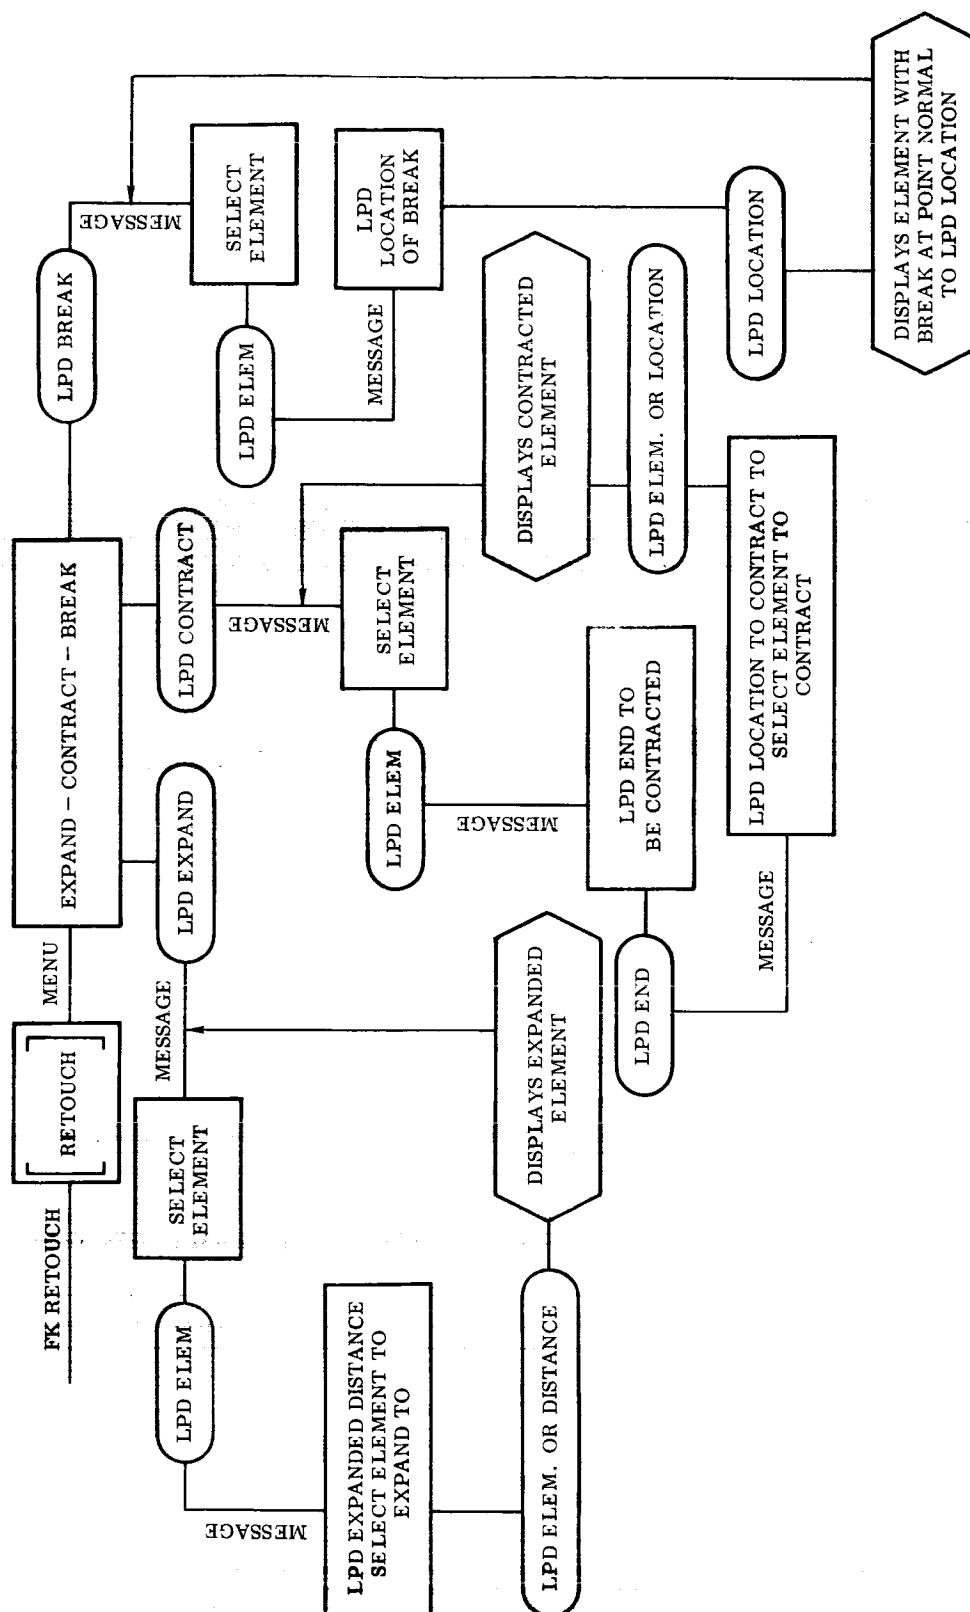 FK RETOUCH
RETOUCH
MENU
EXPAND – CONTRACT – BREAK
LPD EXPAND
MESSAGE
SELECT
ELEMENT
LPD ELEM
MESSAGE
LPD EXPANDED DISTANCE
SELECT ELEMENT TO
EXPAND TO
LPD ELEM. OR DISTANCE
DISPLAYS EXPANDED
ELEMENT
LPD CONTRACT
MESSAGE
SELECT
ELEMENT
LPD ELEM
MESSAGE
LPD END TO
BE CONTRACTED
LPD END
MESSAGE
LPD LOCATION TO CONTRACT TO
SELECT ELEMENT TO
CONTRACT
LPD ELEM. OR LOCATION
DISPLAYS CONTRACTED
ELEMENT
LPD BREAK
MESSAGE
SELECT
ELEMENT
LPD ELEM
MESSAGE
LPD
LOCATION
OF BREAK
LPD LOCATION
DISPLAYS ELEMENT WITH
BREAK AT POINT NORMAL
TO LPD LOCATION